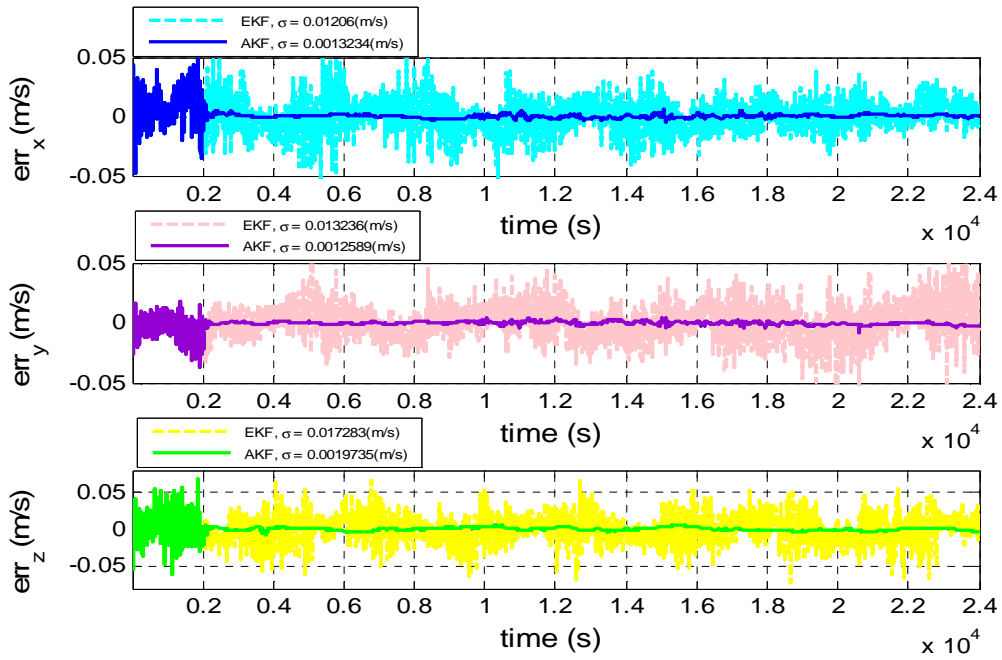 EKF, σ = 0.01206(m/s)
AKF, σ = 0.0013234(m/s)
0.05
0
-0.05
err_x (m/s)
0.2 0.4 0.6 0.8 1 1.2 1.4 1.6 1.8 2 2.2 2.4
time (s)
x 10^4
EKF, σ = 0.013236(m/s)
AKF, σ = 0.0012589(m/s)
0.05
0
-0.05
err_y (m/s)
0.2 0.4 0.6 0.8 1 1.2 1.4 1.6 1.8 2 2.2 2.4
time (s)
x 10^4
EKF, σ = 0.017283(m/s)
AKF, σ = 0.0019735(m/s)
0.05
0
-0.05
err_z (m/s)
0.2 0.4 0.6 0.8 1 1.2 1.4 1.6 1.8 2 2.2 2.4
time (s)
x 10^4